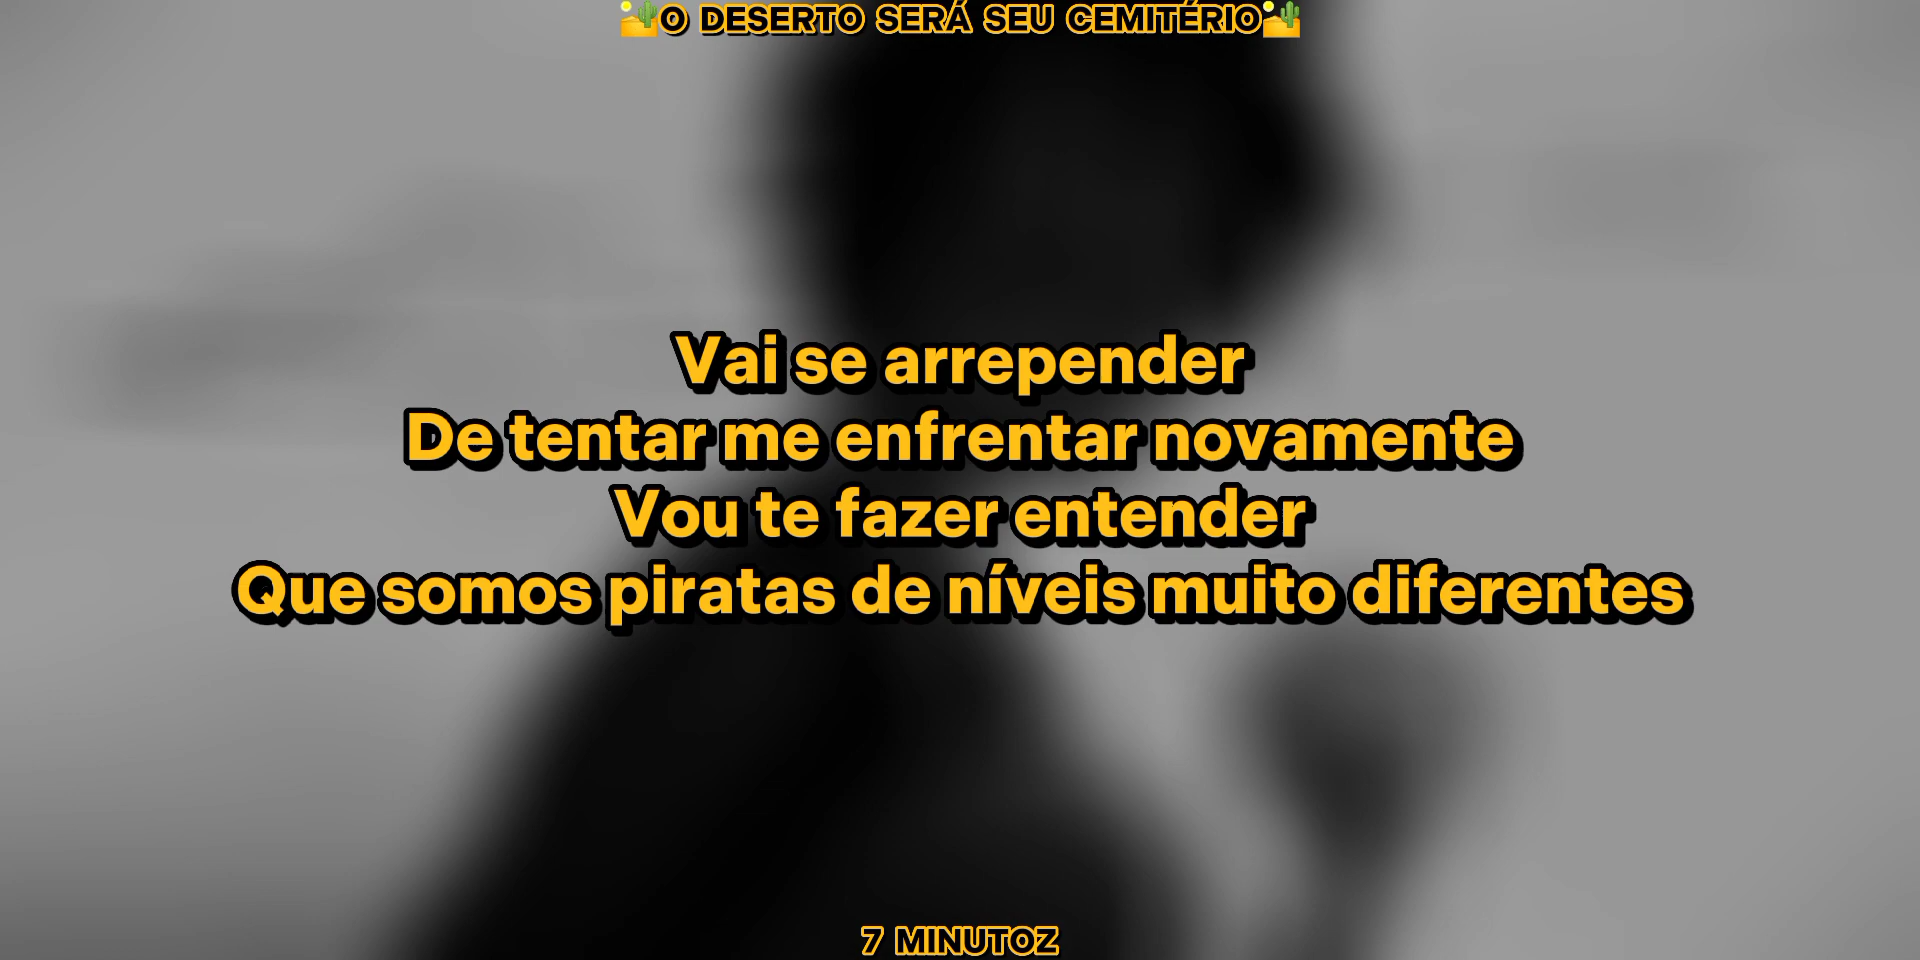 🏜️O DESERTO SERÁ SEU CEMITÉRIO🏜️
Vai se arrepender
De tentar me enfrentar novamente
Vou te fazer entender
Que somos piratas de níveis muito diferentes
7 MINUTOZ